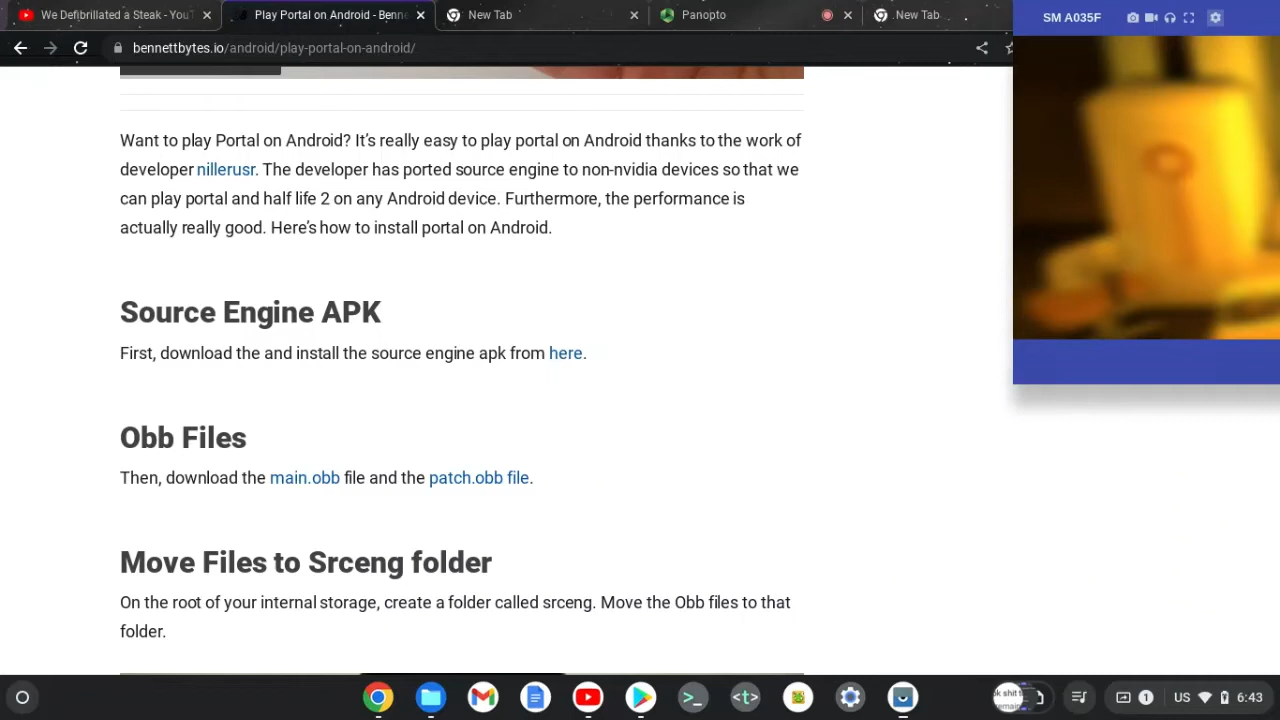 We Defibrillated a Steak - You
Play Portal on Android - Benne
New Tab
Panopto
New Tab
SM A035F
bennettbytes.io/android/play-portal-on-android/
Want to play Portal on Android? It's really easy to play portal on Android thanks to the work of
developer nillerusr. The developer has ported source engine to non-nvidia devices so that we
can play portal and half life 2 on any Android device. Furthermore, the performance is
actually really good. Here's how to install portal on Android.
Source Engine APK
First, download the and install the source engine apk from here.
Obb Files
Then, download the main.obb file and the patch.obb file.
Move Files to Srceng folder
On the root of your internal storage, create a folder called srceng. Move the Obb files to that
folder.
1
US
6:43